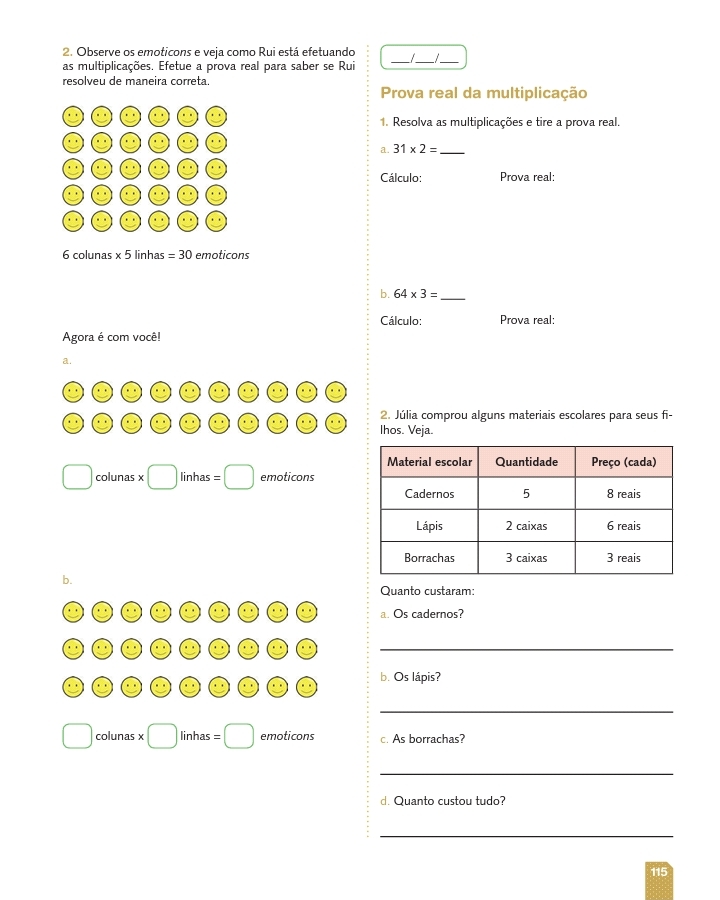 2. Observe os emoticons e veja como Rui está efetuando
as multiplicações. Efetue a prova real para saber se Rui
resolveu de maneira correta.
6 colunas x 5 linhas = 30 emoticons
Agora é com você!
a.
colunas x linhas = emoticons
b.
colunas x linhas = emoticons
___/___/___
Prova real da multiplicação
1. Resolva as multiplicações e tire a prova real.
a. 31 x 2 = ____
Cálculo: Prova real:
b. 64 x 3 = ____
Cálculo: Prova real:
2. Júlia comprou alguns materiais escolares para seus fi-
lhos. Veja.
Material escolar Quantidade Preço (cada)
Cadernos 5 8 reais
Lápis 2 caixas 6 reais
Borrachas 3 caixas 3 reais
Quanto custaram:
a. Os cadernos?
b. Os lápis?
c. As borrachas?
d. Quanto custou tudo?
115